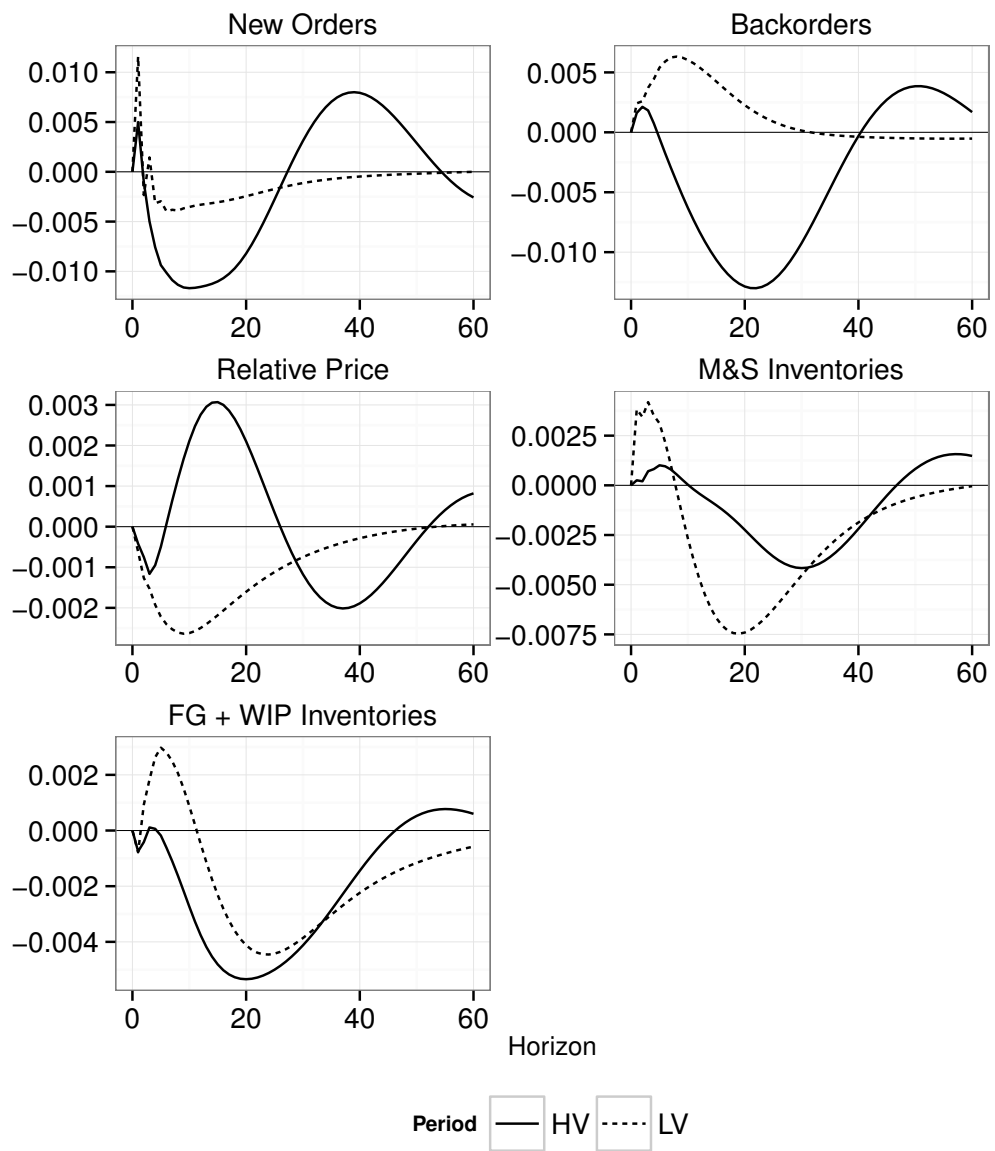 New Orders
0.010
0.005
0.000
−0.005
−0.010
0 20 40 60
Backorders
0.005
0.000
−0.005
−0.010
0 20 40 60
Relative Price
0.003
0.002
0.001
0.000
−0.001
−0.002
0 20 40 60
M&S Inventories
0.0025
0.0000
−0.0025
−0.0050
−0.0075
0 20 40 60
FG + WIP Inventories
0.002
0.000
−0.002
−0.004
0 20 40 60
Horizon
Period HV LV